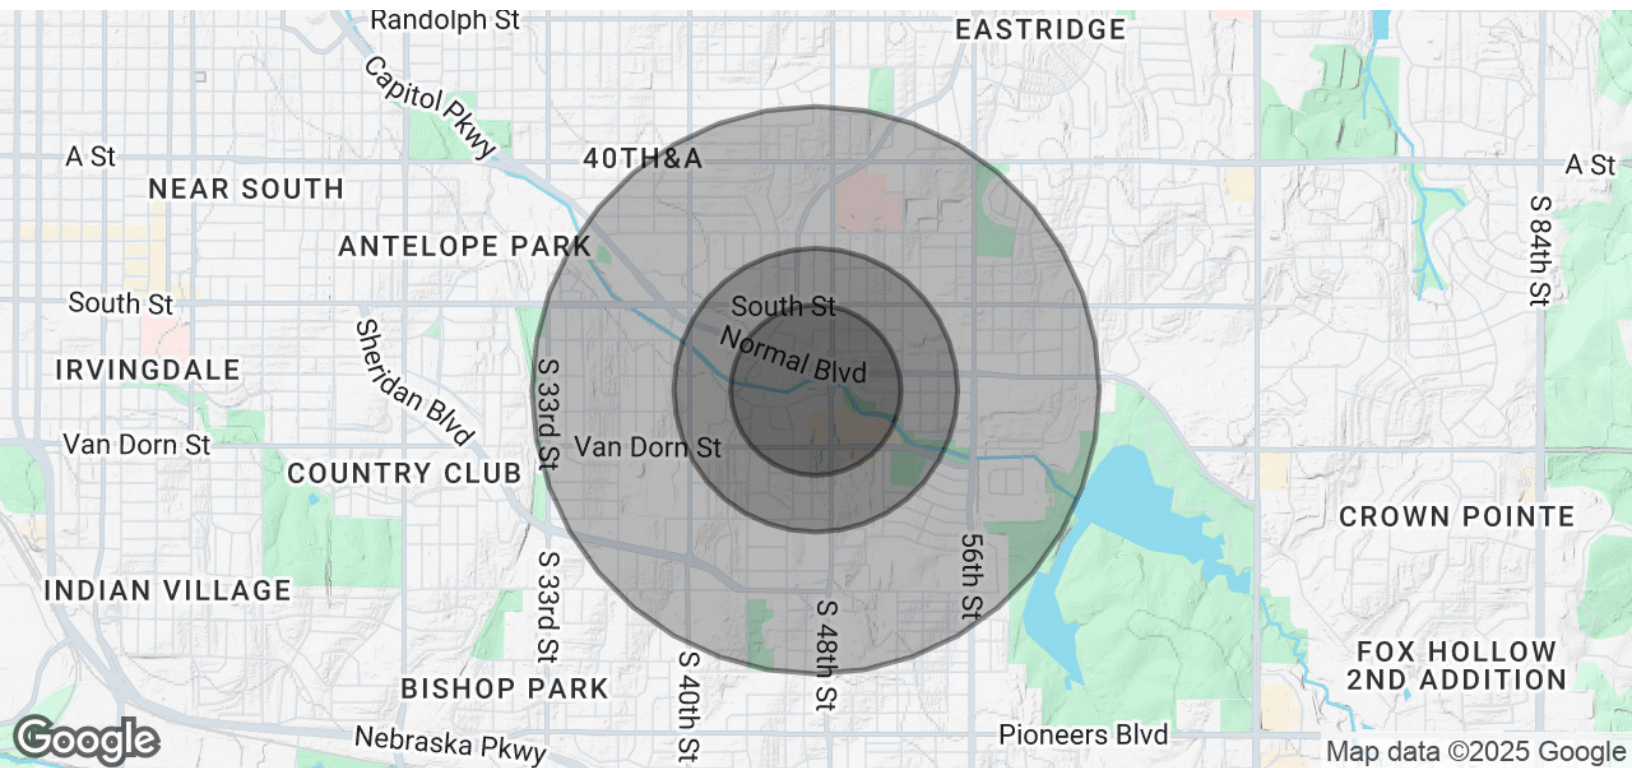 Randolph St
EASTRIDGE
Capitol Pkwy
A St
40TH&A
A St
NEAR SOUTH
S 84th St
ANTELOPE PARK
South St
South St
Sheridan Blvd
Normal Blvd
IRVINGDALE
S 33rd St
Van Dorn St
Van Dorn St
COUNTRY CLUB
CROWN POINTE
56th St
S 33rd St
INDIAN VILLAGE
S 48th St
FOX HOLLOW
2ND ADDITION
S 40th St
BISHOP PARK
Pioneers Blvd
Nebraska Pkwy
Google
Map data ©2025 Google